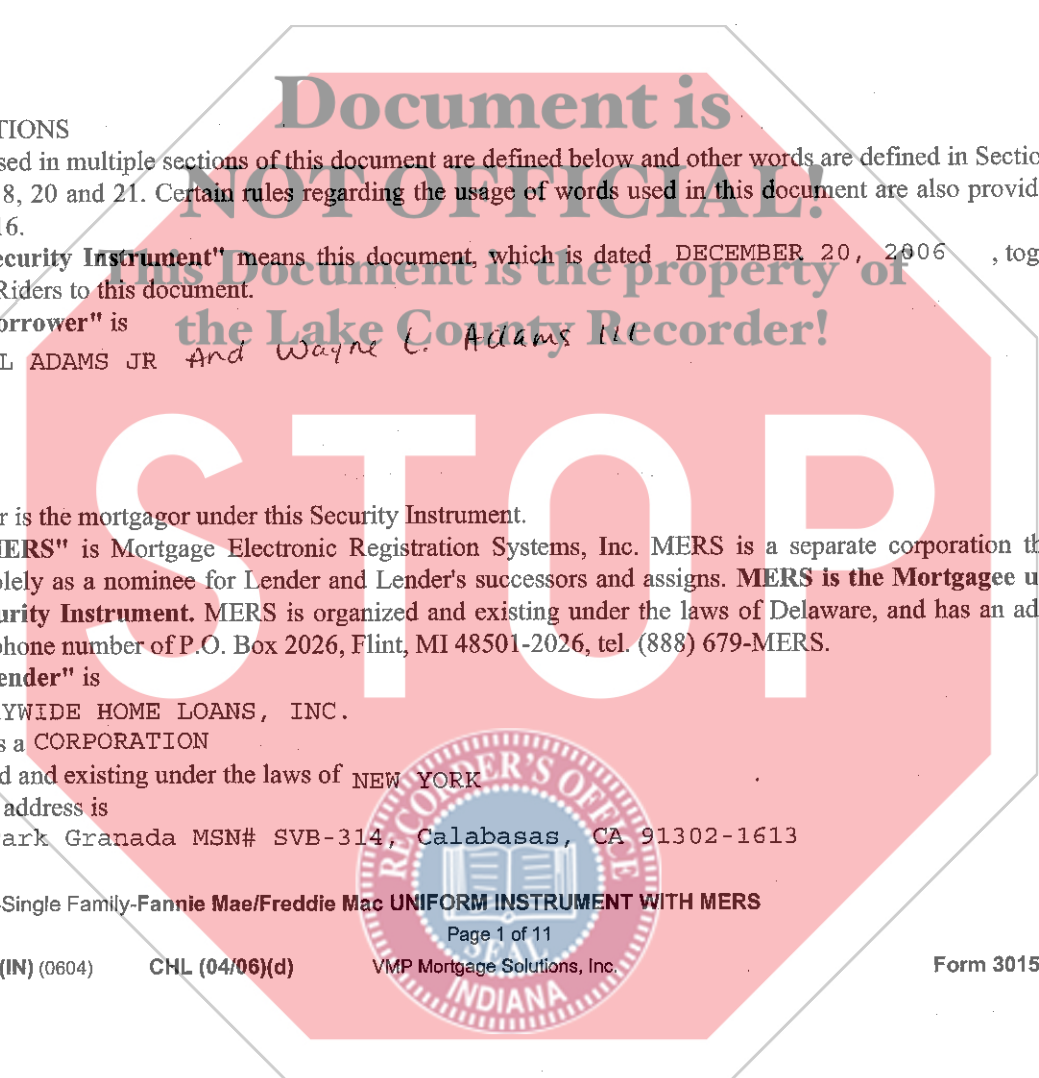 Document is
NOT OFFICIAL!
This Document is the property of
the Lake County Recorder!
STOP
TIONS
sed in multiple sections of this document are defined below and other words are defined in Sectio
8, 20 and 21. Certain rules regarding the usage of words used in this document are also provid
16.
ecurity Instrument" means this document, which is dated DECEMBER 20, 2006 , tog
Riders to this document.
orrower" is
L ADAMS JR And Wayne L. Adams III
r is the mortgagor under this Security Instrument.
MERS" is Mortgage Electronic Registration Systems, Inc. MERS is a separate corporation th
olely as a nominee for Lender and Lender's successors and assigns. MERS is the Mortgagee u
urity Instrument. MERS is organized and existing under the laws of Delaware, and has an ad
phone number of P.O. Box 2026, Flint, MI 48501-2026, tel. (888) 679-MERS.
ender" is
YWIDE HOME LOANS, INC.
s a CORPORATION
d and existing under the laws of NEW YORK
address is
ark Granada MSN# SVB-314, Calabasas, CA 91302-1613
-Single Family-Fannie Mae/Freddie Mac UNIFORM INSTRUMENT WITH MERS
Page 1 of 11
(IN) (0604) CHL (04/06)(d) VMP Mortgage Solutions, Inc. Form 3015
RECORDER'S OFFICE
SEAL
INDIANA